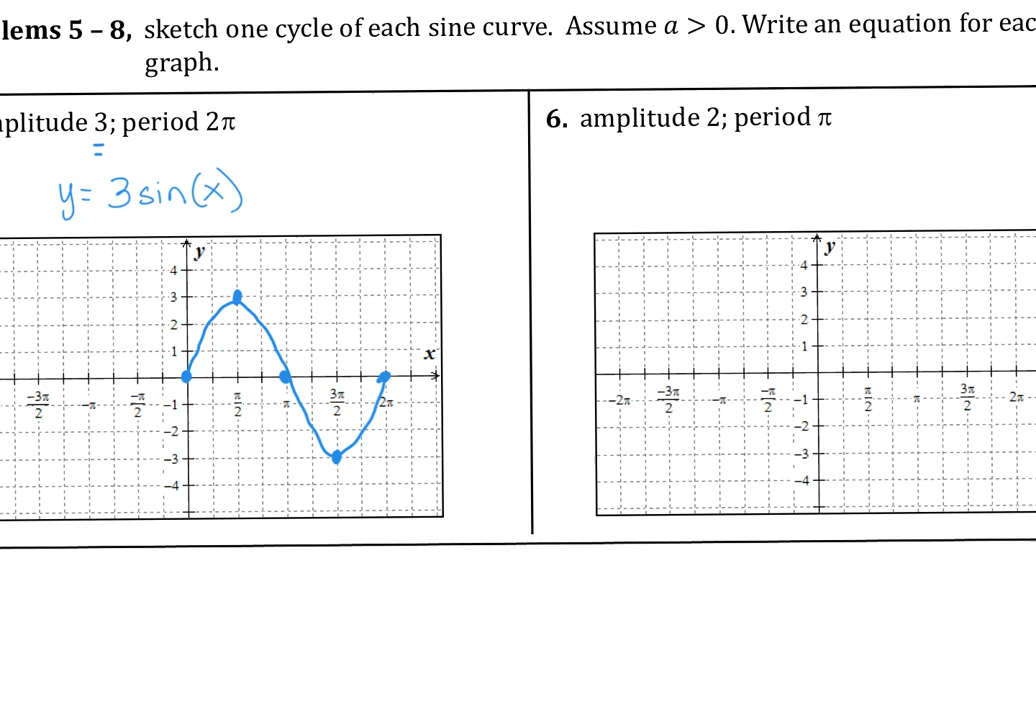 lems 5 – 8, sketch one cycle of each sine curve. Assume a > 0. Write an equation for eac
graph.
plitude 3; period 2π
y = 3 sin(x)
y
4
3
2
1
x
-3π/2
-π
-π/2
π/2
π
3π/2
2π
-1
-2
-3
-4
6. amplitude 2; period π
y
4
3
2
1
-2π
-3π/2
-π
-π/2
π/2
π
3π/2
2π
-1
-2
-3
-4